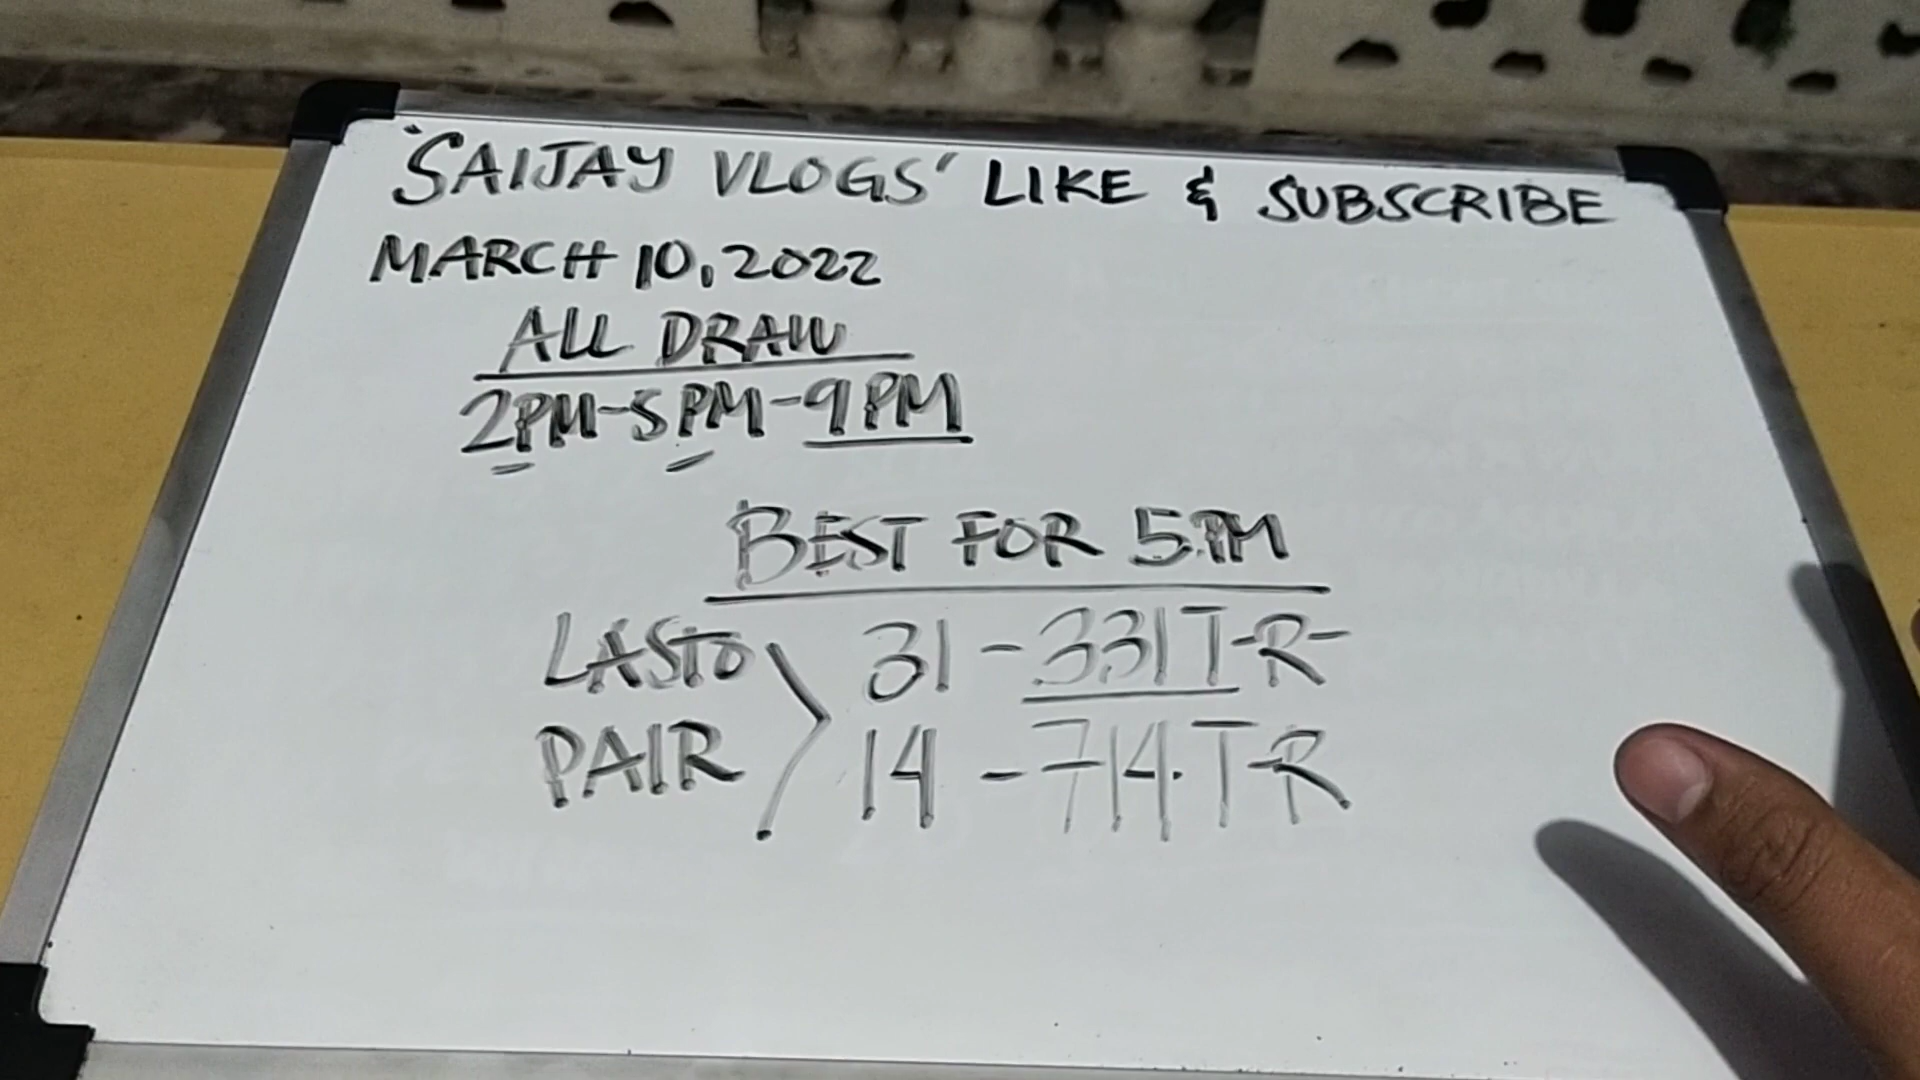 "SAIJAY VLOGS" LIKE & SUBSCRIBE
MARCH 10, 2022
ALL DRAW
2PM-5PM-9PM
BEST FOR 5PM
LASTO 31 - 331 T-R-
PAIR 14 - 714. T-R